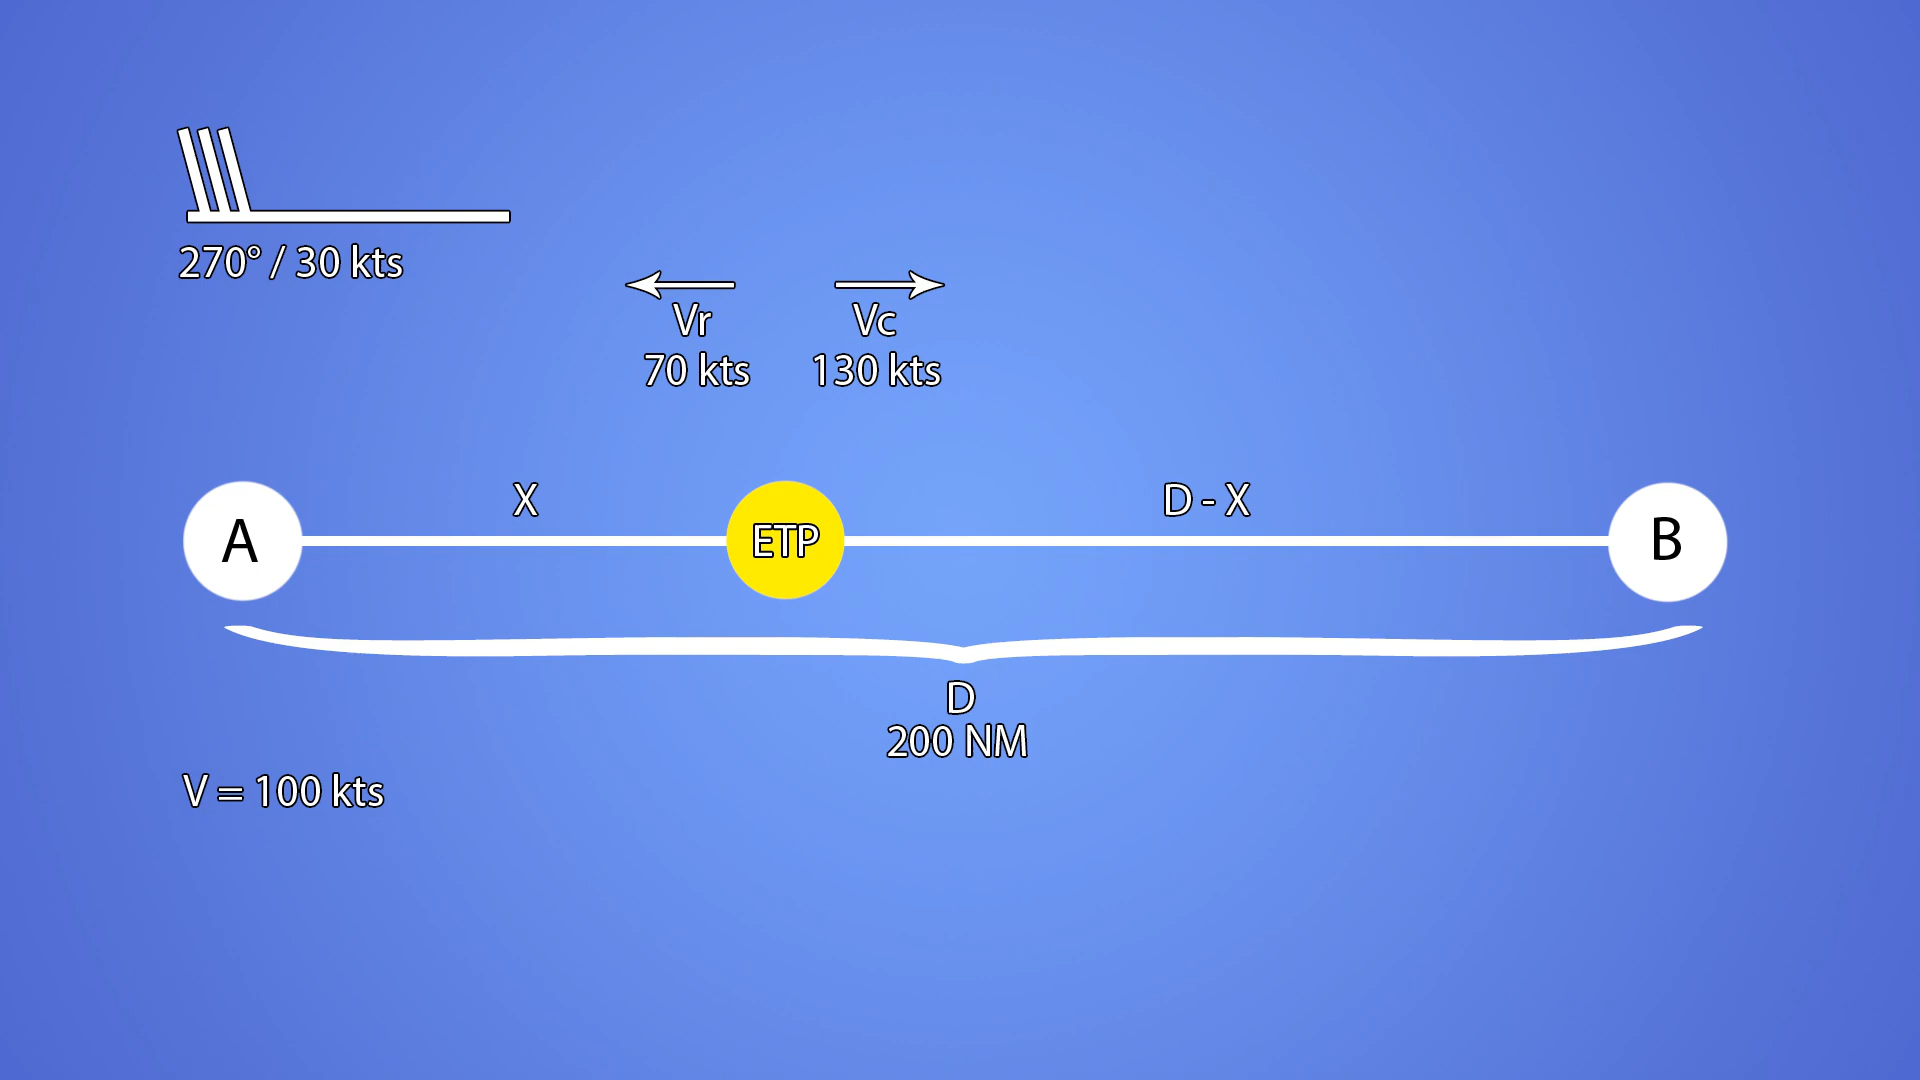 270° / 30 kts
Vr
70 kts
Vc
130 kts
A
X
ETP
D - X
B
D
200 NM
V = 100 kts